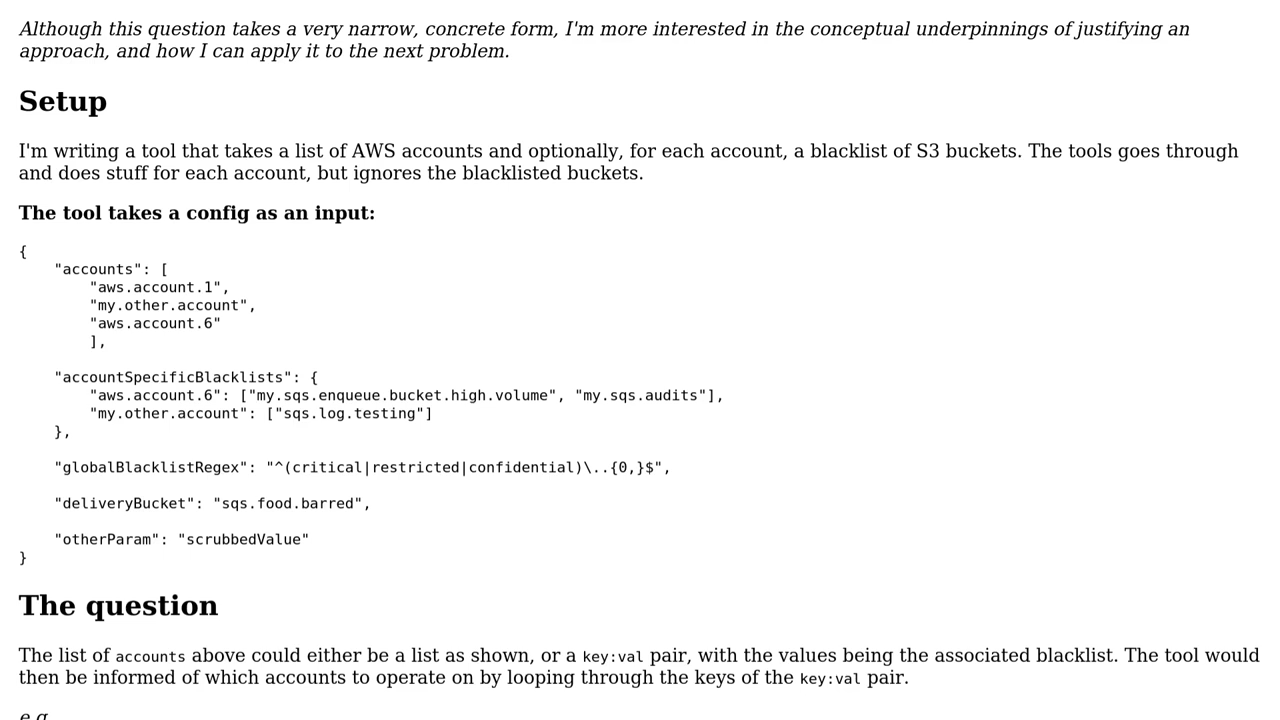 Although this question takes a very narrow, concrete form, I'm more interested in the conceptual underpinnings of justifying an
approach, and how I can apply it to the next problem.
Setup
I'm writing a tool that takes a list of AWS accounts and optionally, for each account, a blacklist of S3 buckets. The tools goes through
and does stuff for each account, but ignores the blacklisted buckets.
The tool takes a config as an input:
{
    "accounts": [
        "aws.account.1",
        "my.other.account",
        "aws.account.6"
        ],
    "accountSpecificBlacklists": {
        "aws.account.6": ["my.sqs.enqueue.bucket.high.volume", "my.sqs.audits"],
        "my.other.account": ["sqs.log.testing"]
    },
    "globalBlacklistRegex": "^(critical|restricted|confidential)\..{0,}$",
    "deliveryBucket": "sqs.food.barred",
    "otherParam": "scrubbedValue"
}
The question
The list of accounts above could either be a list as shown, or a key:val pair, with the values being the associated blacklist. The tool would
then be informed of which accounts to operate on by looping through the keys of the key:val pair.
e.g.